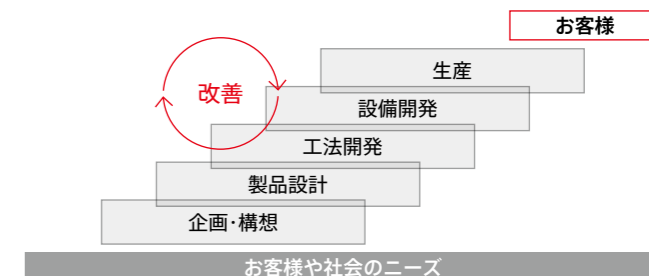 お客様
生産
改善
設備開発
工法開発
製品設計
企画･構想
お客様や社会のニーズ